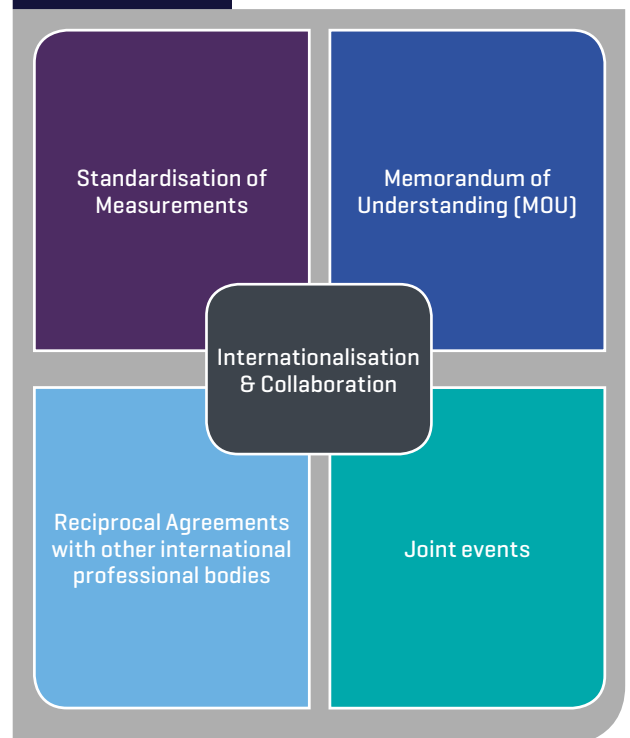 Standardisation of
Measurements
Memorandum of
Understanding (MOU)
Internationalisation
& Collaboration
Reciprocal Agreements
with other international
professional bodies
Joint events